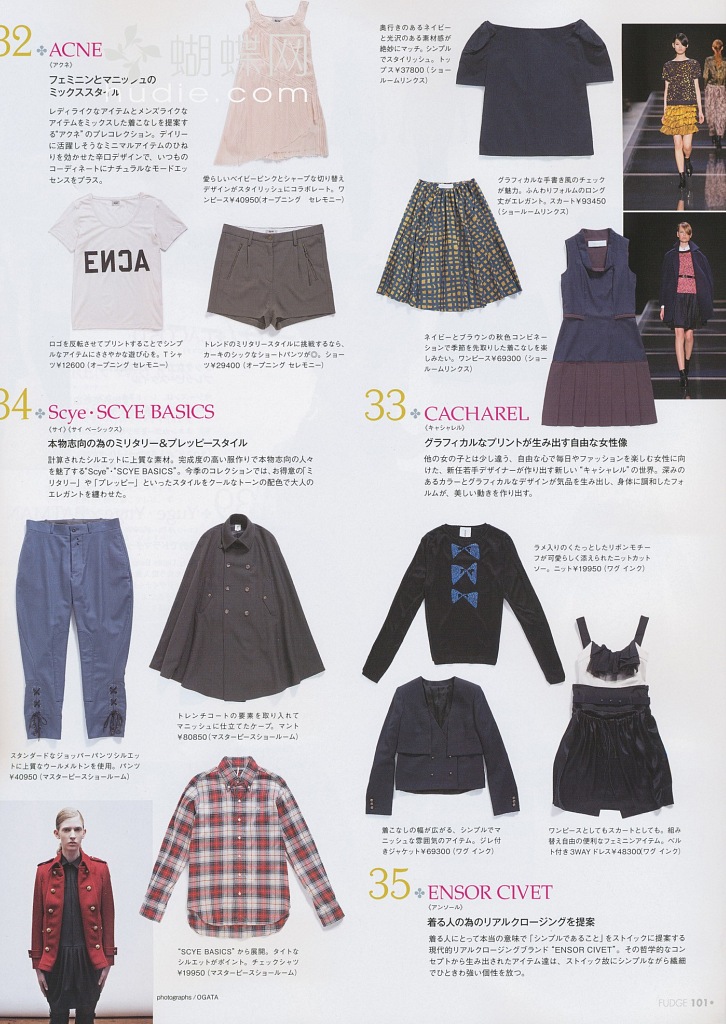 32 ACNE
(アクネ)
フェミニンとマニッシュの
ミックススタイル
レディライクなアイテムとメンズライクな
アイテムをミックスした着こなしを提案す
る"アクネ"のプレコレクション。デイリー
に活躍しそうなミニマルアイテムのひね
りを効かせた辛口デザインで、いつもの
コーディネートにナチュラルなモードエッ
センスをプラス。
蝴蝶网
hudie.com
愛らしいベイビーピンクとシャープな切り替え
デザインがスタイリッシュにコラボレート。ワ
ンピース¥40950(オープニング セレモニー)
ACNE
ロゴを反転させてプリントすることでシンプ
ルなアイテムにささやかな遊び心を。Tシャ
ツ¥12600(オープニング セレモニー)
トレンドのミリタリースタイルに挑戦するなら、
カーキのシックなショートパンツが◎。ショー
ツ¥29400(オープニング セレモニー)
奥行きのあるネイビー
と光沢のある素材感が
絶妙にマッチ。シンプル
でスタイリッシュ。トッ
プス¥37800(ショー
ルームリンクス)
グラフィカルな手書き風のチェック
が魅力。ふんわりフォルムのロング
丈がエレガント。スカート¥93450
(ショールームリンクス)
ネイビーとブラウンの秋色コンビネー
ションで季節を先取りした着こなしを楽
しみたい。ワンピース¥69300(ショー
ルームリンクス)
33 CACHAREL
(キャシャレル)
グラフィカルなプリントが生み出す自由な女性像
他の女の子とは少し違う、自由な心で毎日やファッションを楽しむ女性に向
けた、新任若手デザイナーが作り出す新しい"キャシャレル"の世界。深みの
あるカラーとグラフィカルなデザインが気品を生み出し、身体に調和したフォ
ルムが、美しい動きを作り出す。
34 Scye・SCYE BASICS
(サイ)(サイ ベーシックス)
本物志向の為のミリタリー&プレッピースタイル
計算されたシルエットに上質な素材。完成度の高い服作りで本物志向の人々
を魅了する"Scye"・"SCYE BASICS"。今季のコレクションでは、お得意の「ミ
リタリー」や「プレッピー」といったスタイルをクールなトーンの配色で大人の
エレガントを纏わせた。
スタンダードなジョッパーパンツシルエッ
トに上質なウールメルトンを使用。パンツ
¥40950(マスターピースショールーム)
トレンチコートの要素を取り入れて
マニッシュに仕立てたケープ。マント
¥80850(マスターピースショールーム)
"SCYE BASICS"から展開。タイトな
シルエットがポイント。チェックシャツ
¥19950(マスターピースショールーム)
photographs/OGATA
ラメ入りのくたっとしたリボンモチー
フが可愛らしく添えられたニットカット
ソー。ニット¥19950(ワグ インク)
着こなしの幅が広がる、シンプルでマ
ニッシュな雰囲気のアイテム。ジレ付
きジャケット¥69300(ワグ インク)
ワンピースとしてもスカートとしても。組み
替え自由の便利なフェミニンアイテム。ベル
ト付き3WAYドレス¥48300(ワグ インク)
35 ENSOR CIVET
(アンソール)
着る人の為のリアルクロージングを提案
着る人にとって本当の意味で「シンプルであること」をストイックに提案する
現代的リアルクロージングブランド"ENSOR CIVET"。その哲学的なコン
セプトから生み出されたアイテム達は、ストイック故にシンプルながら繊細
でひときわ強い個性を放つ。
FUDGE 101